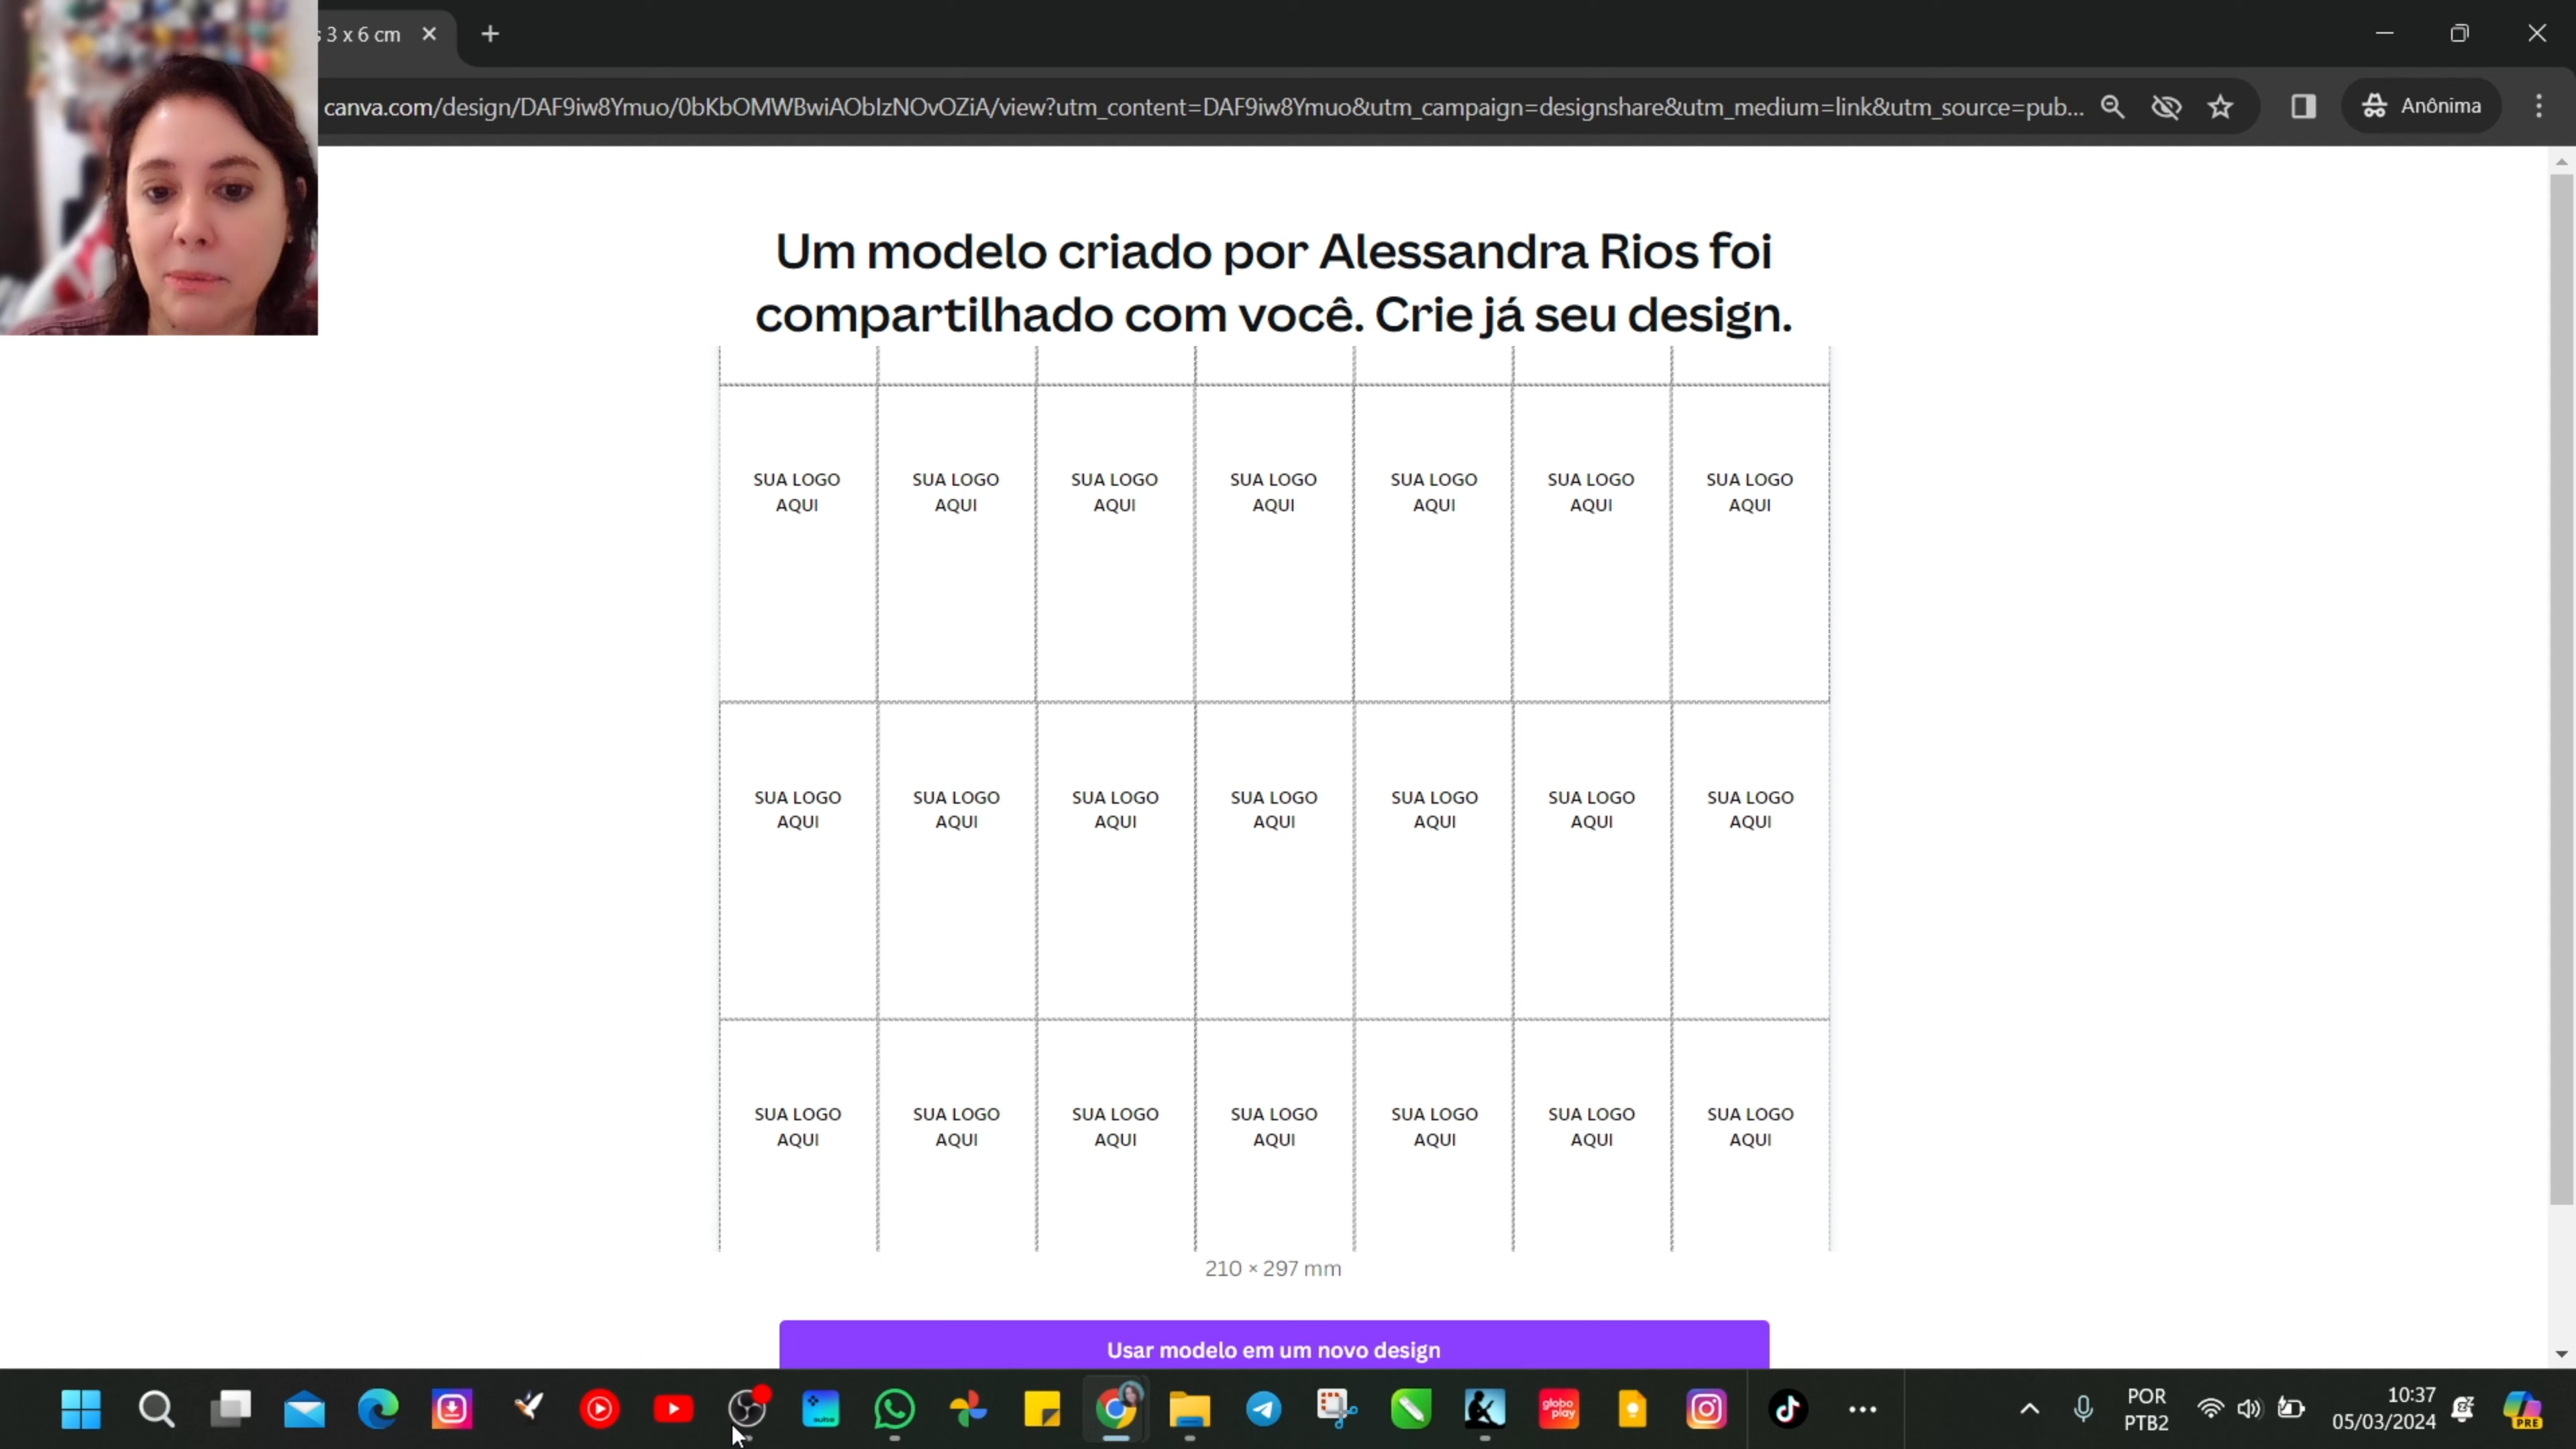 s 3 x 6 cm
canva.com/design/DAF9iw8Ymuo/0bKbOMWBwiAObIzNOvOZiA/view?utm_content=DAF9iw8Ymuo&utm_campaign=designshare&utm_medium=link&utm_source=pub...
Anônima
Um modelo criado por Alessandra Rios foi
compartilhado com você. Crie já seu design.
SUA LOGO SUA LOGO SUA LOGO SUA LOGO SUA LOGO SUA LOGO SUA LOGO
AQUI AQUI AQUI AQUI AQUI AQUI AQUI
SUA LOGO SUA LOGO SUA LOGO SUA LOGO SUA LOGO SUA LOGO SUA LOGO
AQUI AQUI AQUI AQUI AQUI AQUI AQUI
SUA LOGO SUA LOGO SUA LOGO SUA LOGO SUA LOGO SUA LOGO SUA LOGO
AQUI AQUI AQUI AQUI AQUI AQUI AQUI
210 × 297 mm
Usar modelo em um novo design
suite
globo
play
POR
PTB2
10:37
05/03/2024
PRE